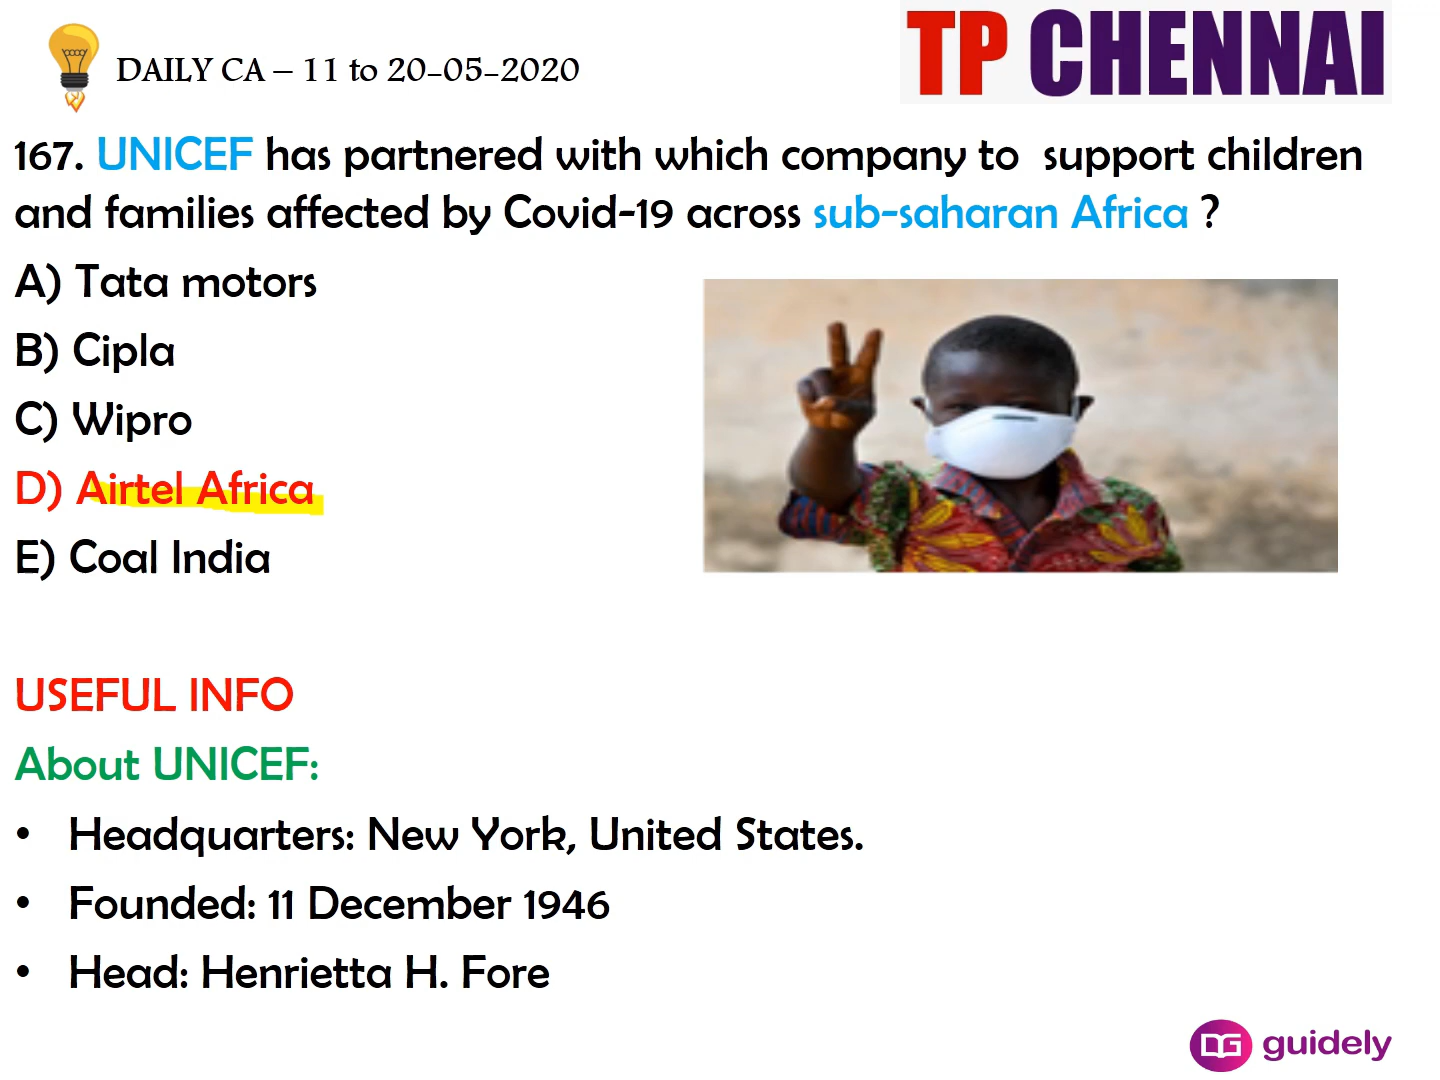 DAILY CA – 11 to 20-05-2020
TP CHENNAI
167. UNICEF has partnered with which company to support children
and families affected by Covid-19 across sub-saharan Africa ?
A) Tata motors
B) Cipla
C) Wipro
D) Airtel Africa
E) Coal India
USEFUL INFO
About UNICEF:
• Headquarters: New York, United States.
• Founded: 11 December 1946
• Head: Henrietta H. Fore
DG guidely